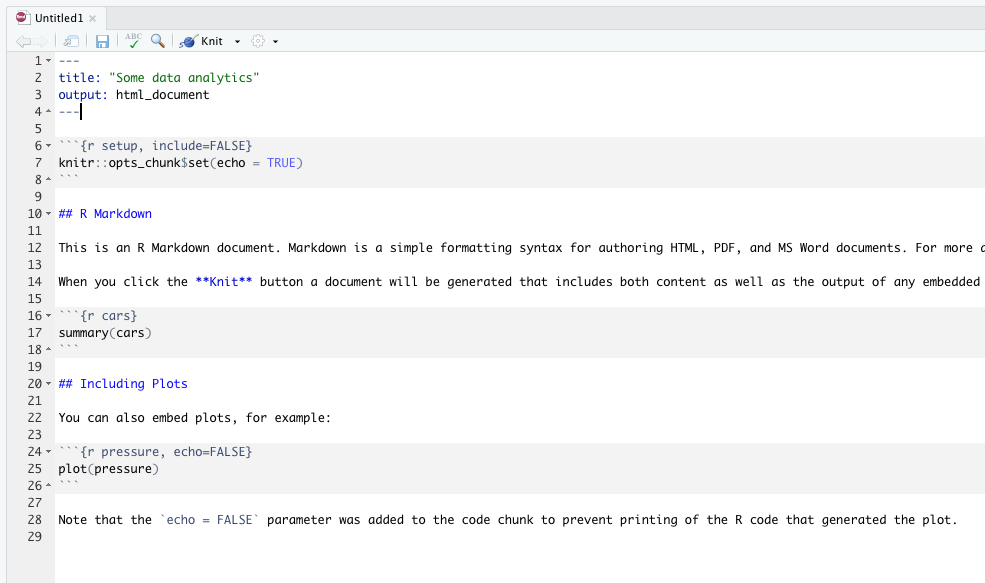 Untitled1
ABC Knit
1 ---
2 title: "Some data analytics"
3 output: html_document
4 ---
5
6 ```{r setup, include=FALSE}
7 knitr::opts_chunk$set(echo = TRUE)
8 ```
9
10 ## R Markdown
11
12 This is an R Markdown document. Markdown is a simple formatting syntax for authoring HTML, PDF, and MS Word documents. For more
13
14 When you click the **Knit** button a document will be generated that includes both content as well as the output of any embedded
15
16 ```{r cars}
17 summary(cars)
18 ```
19
20 ## Including Plots
21
22 You can also embed plots, for example:
23
24 ```{r pressure, echo=FALSE}
25 plot(pressure)
26 ```
27
28 Note that the `echo = FALSE` parameter was added to the code chunk to prevent printing of the R code that generated the plot.
29